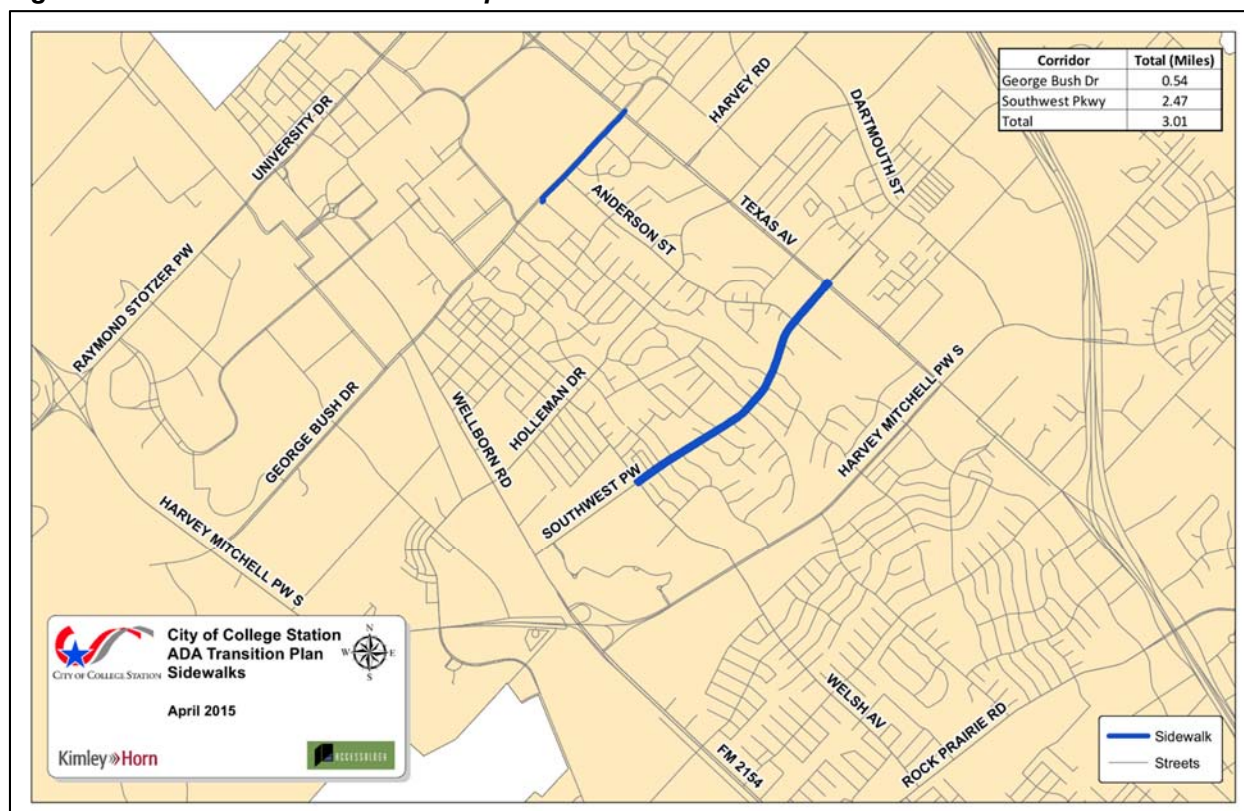 Corridor Total (Miles)
George Bush Dr 0.54
Southwest Pkwy 2.47
Total 3.01
UNIVERSITY DR
HARVEY RD
DARTMOUTH ST
ANDERSON ST
TEXAS AV
RAYMOND STOTZER PW
GEORGE BUSH DR
WELLBORN RD
HOLLEMAN DR
HARVEY MITCHELL PW S
SOUTHWEST PW
HARVEY MITCHELL PW S
WELSH AV
ROCK PRAIRIE RD
FM 2154
City of College Station
ADA Transition Plan
Sidewalks
April 2015
CITY OF COLLEGE STATION
N
W E
S
Kimley»Horn
ACCESSOLOGY
Sidewalk
Streets